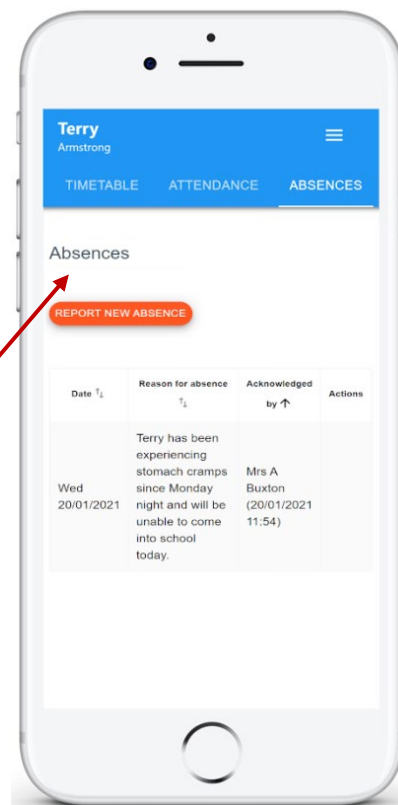 Terry
Armstrong
TIMETABLE ATTENDANCE ABSENCES
Absences
REPORT NEW ABSENCE
Date Reason for absence Acknowledged by Actions
Wed
20/01/2021
Terry has been
experiencing
stomach cramps
since Monday
night and will be
unable to come
into school
today.
Mrs A
Buxton
(20/01/2021
11:54)